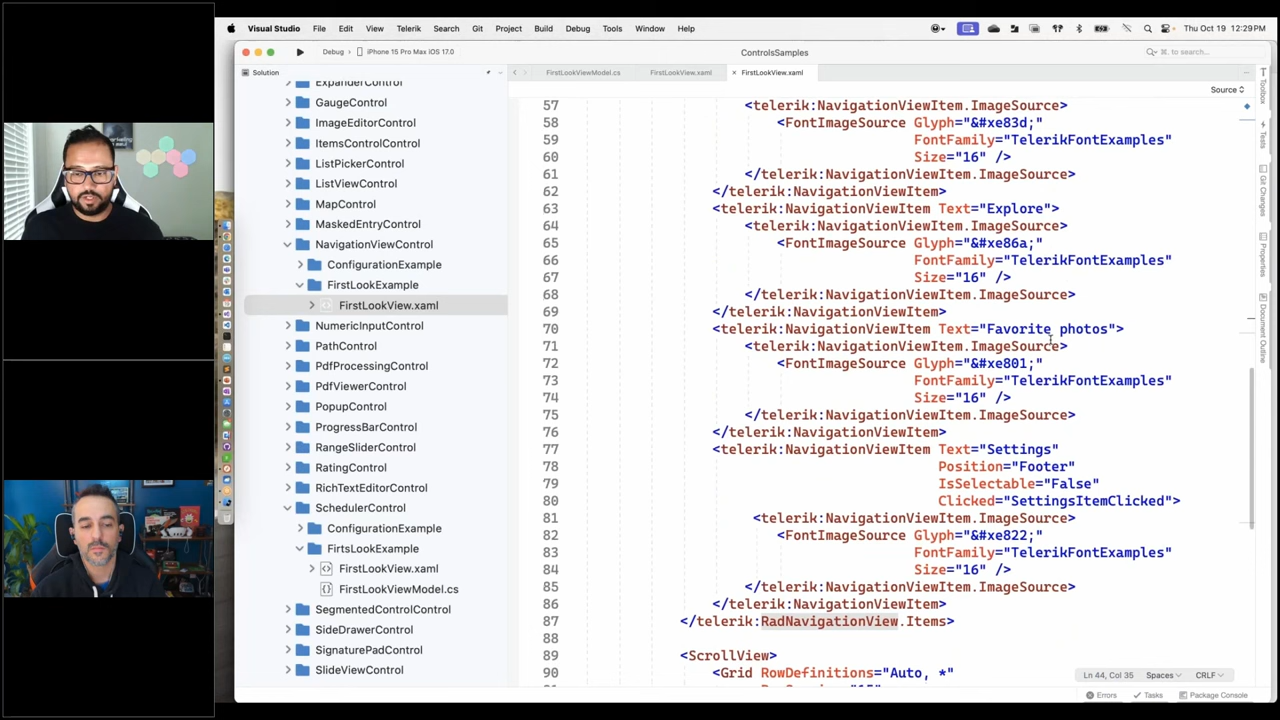 Visual Studio File Edit View Telerik Search Git Project Build Debug Tools Window Help Thu Oct 19 12:29PM
Debug iPhone 15 Pro Max iOS 17.0 ControlsSamples ⌘. to search...
Solution FirstLookViewModel.cs FirstLookView.xaml FirstLookView.xaml
Source
ExpanderControl
GaugeControl
ImageEditorControl
ItemsControlControl
ListPickerControl
ListViewControl
MapControl
MaskedEntryControl
NavigationViewControl
ConfigurationExample
FirstLookExample
FirstLookView.xaml
NumericInputControl
PathControl
PdfProcessingControl
PdfViewerControl
PopupControl
ProgressBarControl
RangeSliderControl
RatingControl
RichTextEditorControl
SchedulerControl
ConfigurationExample
FirtsLookExample
FirstLookView.xaml
FirstLookViewModel.cs
SegmentedControlControl
SideDrawerControl
SignaturePadControl
SlideViewControl
57 <telerik:NavigationViewItem.ImageSource>
58 <FontImageSource Glyph="&#xe83d;"
59 FontFamily="TelerikFontExamples"
60 Size="16" />
61 </telerik:NavigationViewItem.ImageSource>
62 </telerik:NavigationViewItem>
63 <telerik:NavigationViewItem Text="Explore">
64 <telerik:NavigationViewItem.ImageSource>
65 <FontImageSource Glyph="&#xe86a;"
66 FontFamily="TelerikFontExamples"
67 Size="16" />
68 </telerik:NavigationViewItem.ImageSource>
69 </telerik:NavigationViewItem>
70 <telerik:NavigationViewItem Text="Favorite photos">
71 <telerik:NavigationViewItem.ImageSource>
72 <FontImageSource Glyph="&#xe801;"
73 FontFamily="TelerikFontExamples"
74 Size="16" />
75 </telerik:NavigationViewItem.ImageSource>
76 </telerik:NavigationViewItem>
77 <telerik:NavigationViewItem Text="Settings"
78 Position="Footer"
79 IsSelectable="False"
80 Clicked="SettingsItemClicked">
81 <telerik:NavigationViewItem.ImageSource>
82 <FontImageSource Glyph="&#xe822;"
83 FontFamily="TelerikFontExamples"
84 Size="16" />
85 </telerik:NavigationViewItem.ImageSource>
86 </telerik:NavigationViewItem>
87 </telerik:RadNavigationView.Items>
88
89 <ScrollView>
90 <Grid RowDefinitions="Auto, *"
Toolbox
Tests
Git Changes
Properties
Document Outline
Ln 44, Col 35 Spaces CRLF
Errors Tasks Package Console